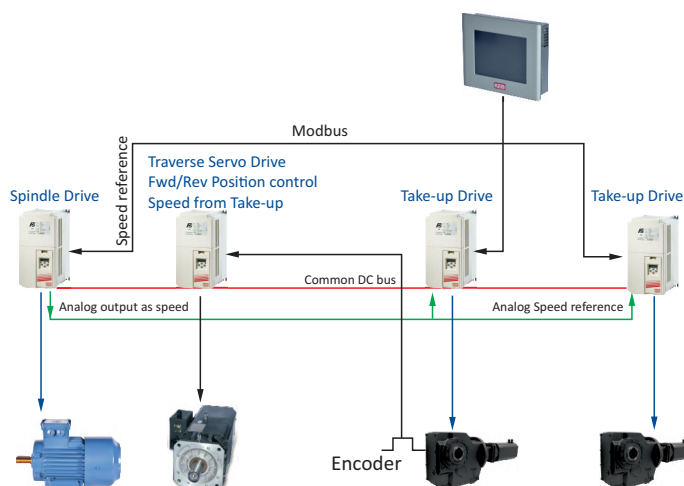 Modbus
Speed reference
Traverse Servo Drive
Fwd/Rev Position control
Speed from Take-up
Spindle Drive
Take-up Drive
Take-up Drive
Common DC bus
Analog output as speed
Analog Speed reference
Encoder